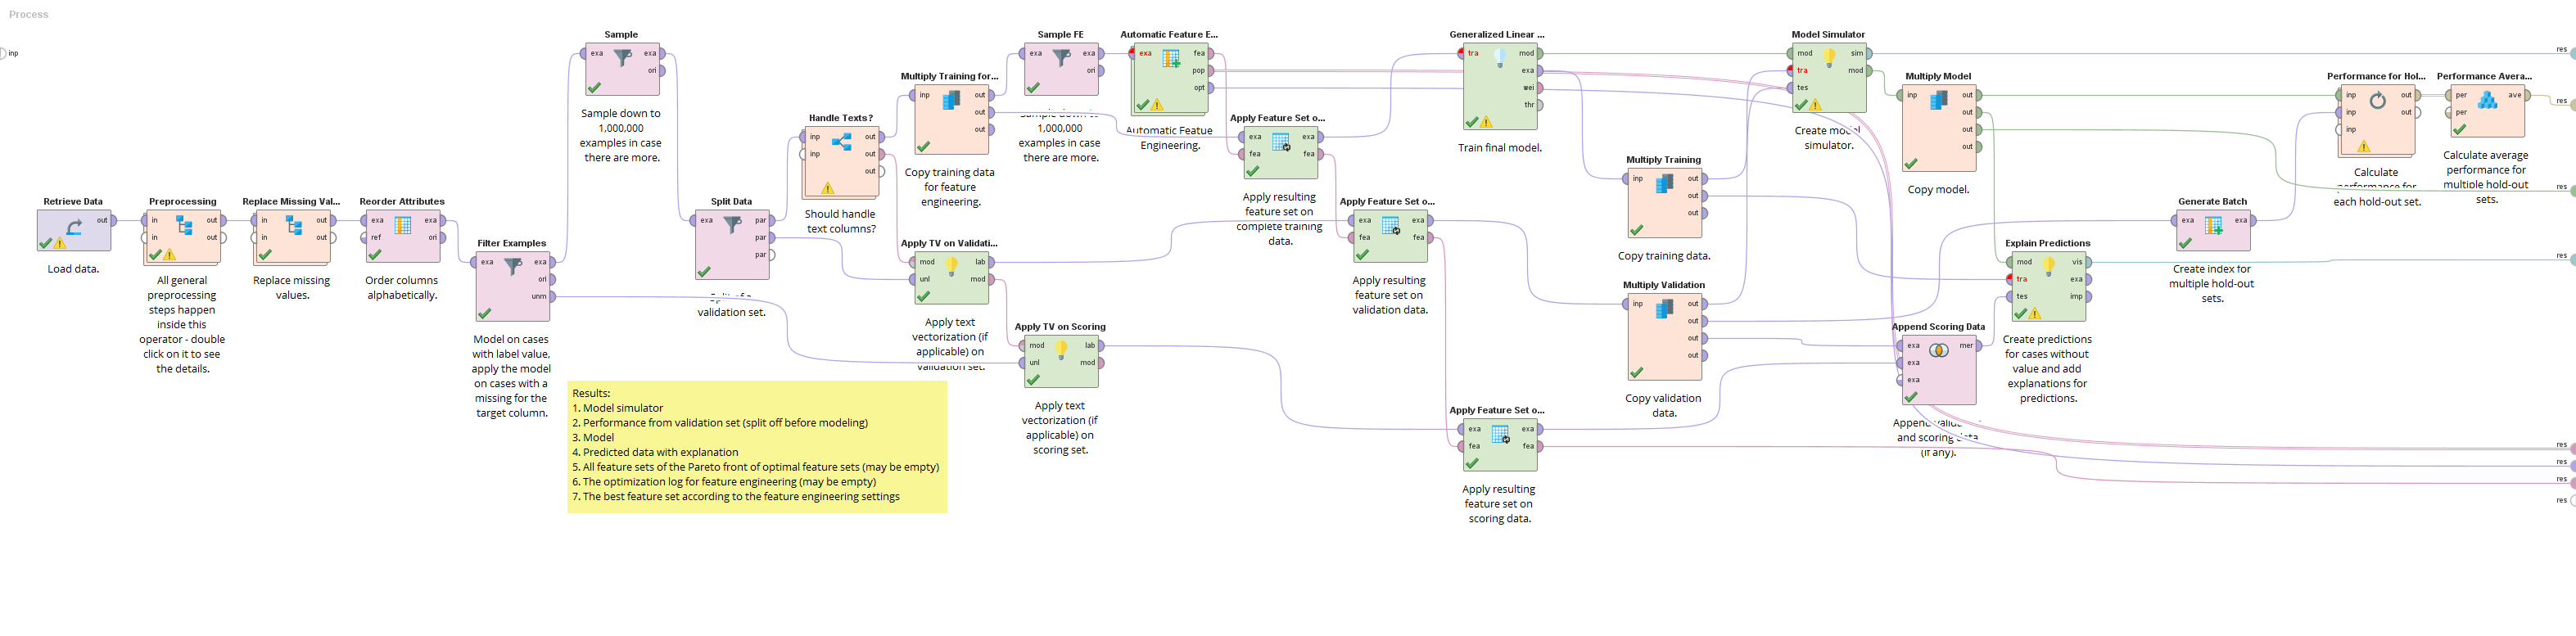 Process
inp
res
Retrieve Data
out
Load data.
Preprocessing
in out
in out
All general
preprocessing
steps happen
inside this
operator - double
click on it to see
the details.
Replace Missing Val...
in out
in out
Replace missing
values.
Reorder Attributes
exa exa
ref ori
Order columns
alphabetically.
Filter Examples
exa exa
ori
unm
Model on cases
with label value,
apply the model
on cases with a
missing for the
target column.
Sample
exa exa
ori
Sample down to
1,000,000
examples in case
there are more.
Split Data
exa par
par
par
Split of a
validation set.
Handle Texts?
inp out
inp out
out
Should handle
text columns?
Multiply Training for...
inp out
out
out
Copy training data
for feature
engineering.
Apply TV on Validati...
mod lab
unl mod
Apply text
vectorization (if
applicable) on
validation set.
Sample FE
exa exa
ori
Sample down to
1,000,000
examples in case
there are more.
Apply TV on Scoring
mod lab
unl mod
Apply text
vectorization (if
applicable) on
scoring set.
Automatic Feature E...
exa fea
pop
opt
Automatic Featue
Engineering.
Apply Feature Set o...
exa exa
fea fea
Apply resulting
feature set on
complete training
data.
Apply Feature Set o...
exa exa
fea fea
Apply resulting
feature set on
validation data.
Generalized Linear ...
tra mod
exa
wei
thr
Train final model.
Apply Feature Set o...
exa exa
fea fea
Apply resulting
feature set on
scoring data.
Multiply Training
inp out
out
out
Copy training data.
Multiply Validation
inp out
out
out
out
Copy validation
data.
Model Simulator
mod sim
tra mod
tes
Create model
simulator.
Multiply Model
inp out
out
out
out
Copy model.
Append Scoring Data
exa mer
exa
exa
Append valid...
and scoring data
(if any).
Explain Predictions
mod vis
tra exa
tes imp
Create predictions
for cases without
value and add
explanations for
predictions.
Generate Batch
exa exa
Create index for
multiple hold-out
sets.
Performance for Hol...
inp out
inp out
inp
Calculate
performance for
each hold-out set.
Performance Avera...
per ave
per
Calculate average
performance for
multiple hold-out
sets.
res
res
res
res
res
res
res
Results:
1. Model simulator
2. Performance from validation set (split off before modeling)
3. Model
4. Predicted data with explanation
5. All feature sets of the Pareto front of optimal feature sets (may be empty)
6. The optimization log for feature engineering (may be empty)
7. The best feature set according to the feature engineering settings